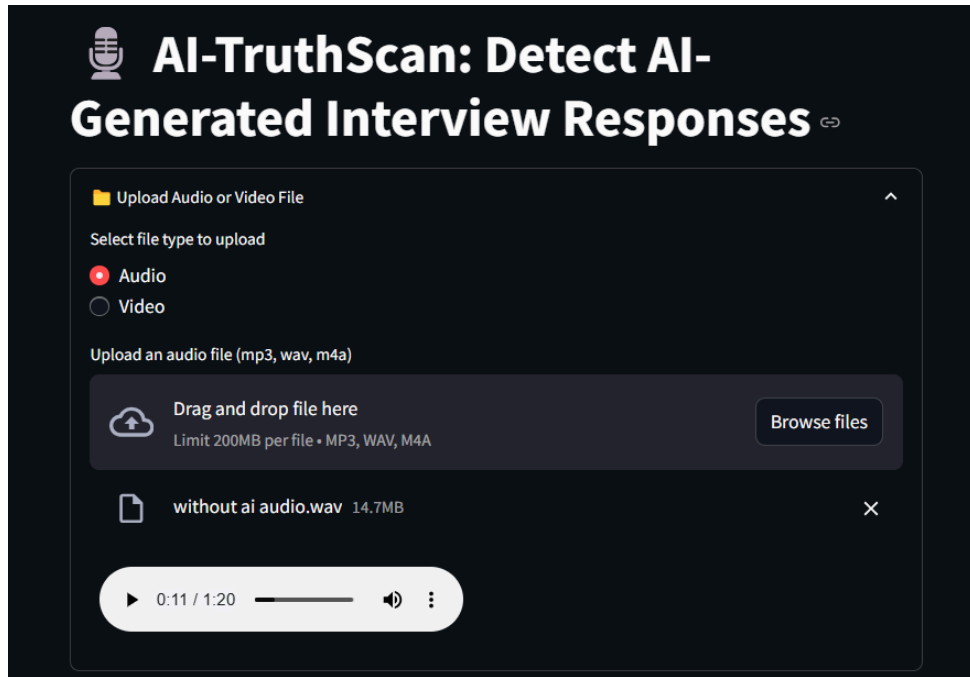 AI-TruthScan: Detect AI-
Generated Interview Responses
Upload Audio or Video File
Select file type to upload
Audio
Video
Upload an audio file (mp3, wav, m4a)
Drag and drop file here
Limit 200MB per file • MP3, WAV, M4A
Browse files
without ai audio.wav 14.7MB
0:11 / 1:20